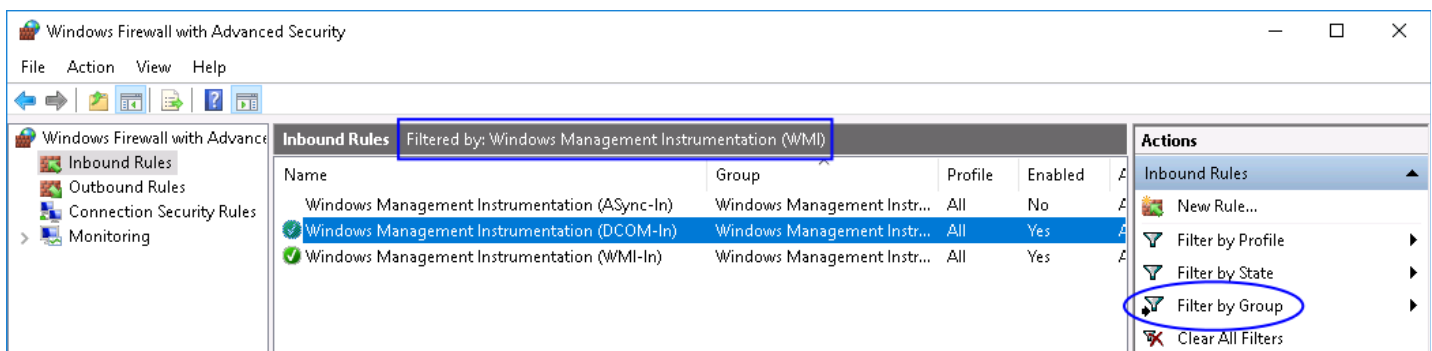 Windows Firewall with Advanced Security
File Action View Help
Windows Firewall with Advance
Inbound Rules
Outbound Rules
Connection Security Rules
Monitoring
Inbound Rules Filtered by: Windows Management Instrumentation (WMI)
Name Group Profile Enabled A
Windows Management Instrumentation (ASync-In) Windows Management Instr... All No A
Windows Management Instrumentation (DCOM-In) Windows Management Instr... All Yes A
Windows Management Instrumentation (WMI-In) Windows Management Instr... All Yes A
Actions
Inbound Rules
New Rule...
Filter by Profile
Filter by State
Filter by Group
Clear All Filters